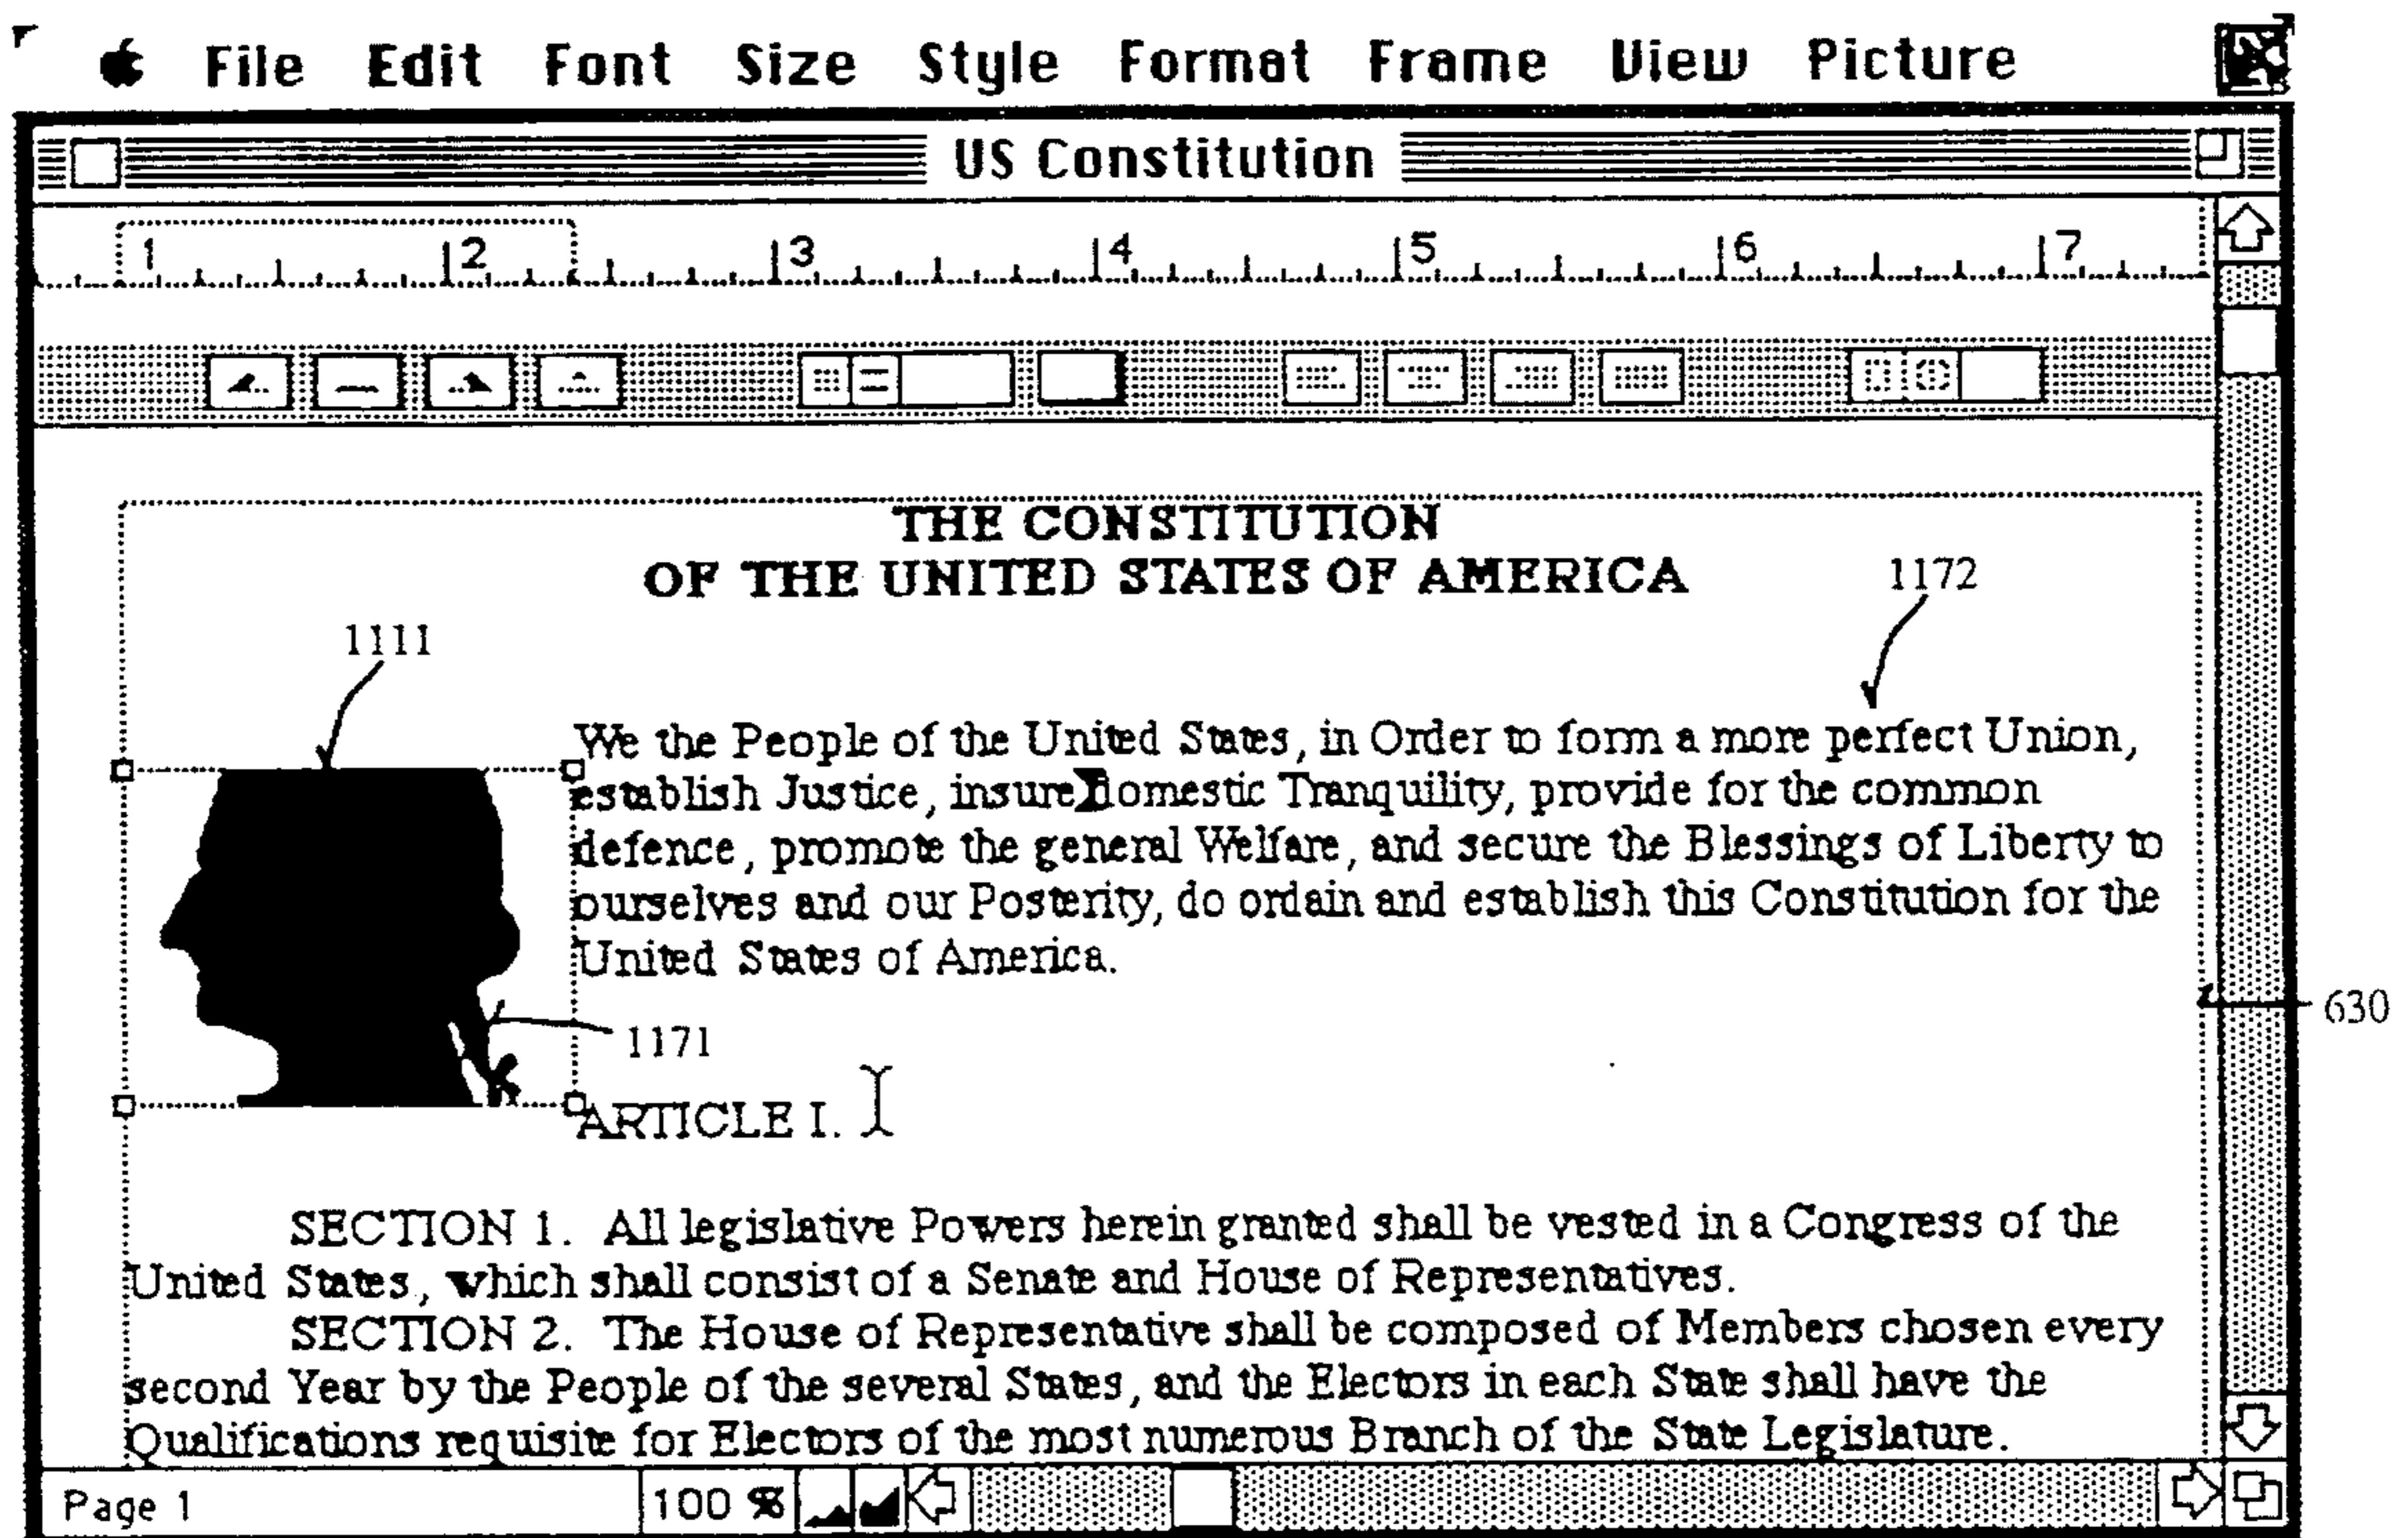 File Edit Font Size Style Format Frame View Picture
US Constitution
1 2 3 4 5 6 7
THE CONSTITUTION
OF THE UNITED STATES OF AMERICA
1172
1111
We the People of the United States, in Order to form a more perfect Union,
establish Justice, insure domestic Tranquility, provide for the common
defence, promote the general Welfare, and secure the Blessings of Liberty to
ourselves and our Posterity, do ordain and establish this Constitution for the
United States of America.
630
1171
ARTICLE I.
SECTION 1. All legislative Powers herein granted shall be vested in a Congress of the
United States, which shall consist of a Senate and House of Representatives.
SECTION 2. The House of Representative shall be composed of Members chosen every
second Year by the People of the several States, and the Electors in each State shall have the
Qualifications requisite for Electors of the most numerous Branch of the State Legislature.
Page 1 100 %